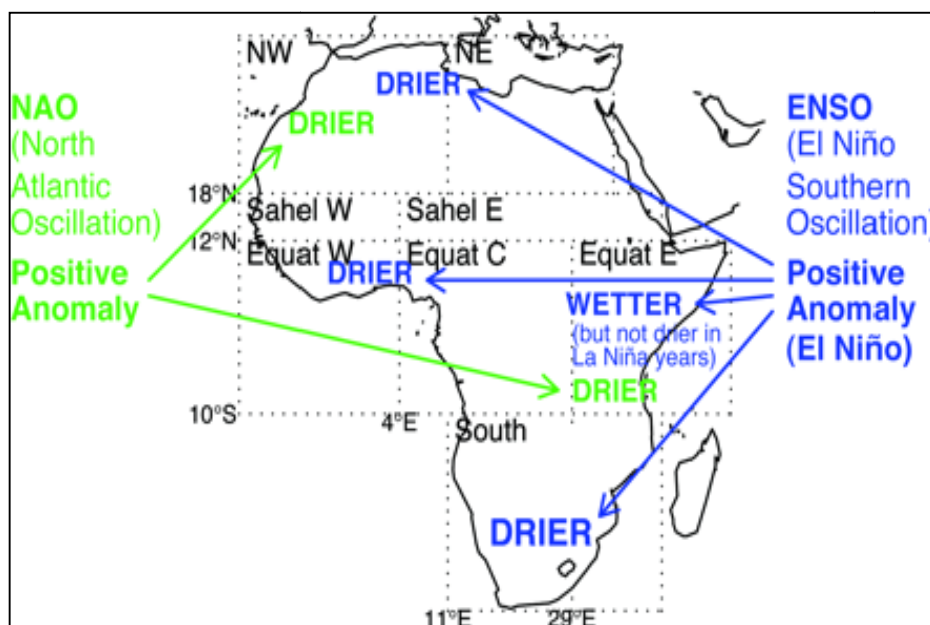 NW
NE
DRIER
NAO
(North
Atlantic
Oscillation)
Positive
Anomaly
DRIER
ENSO
(El Niño
Southern
Oscillation)
Positive
Anomaly
(El Niño)
18°N
Sahel W
Sahel E
12°N
Equat W
Equat C
Equat E
DRIER
WETTER
(but not drier in
La Niña years)
DRIER
10°S
4°E
South
DRIER
11°E
29°E